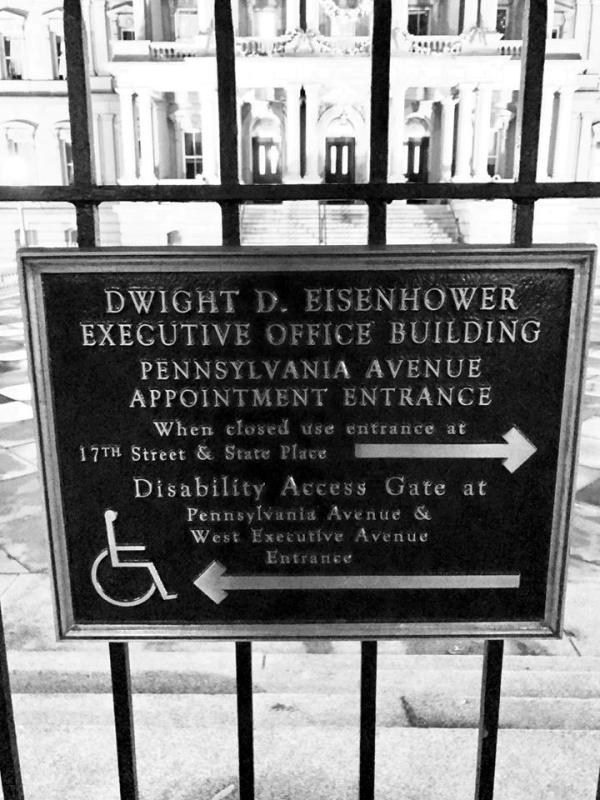 DWIGHT D. EISENHOWER
EXECUTIVE OFFICE BUILDING
PENNSYLVANIA AVENUE
APPOINTMENT ENTRANCE
When closed use entrance at
17TH Street & State Place
Disability Access Gate at
Pennsylvania Avenue &
West Executive Avenue
Entrance